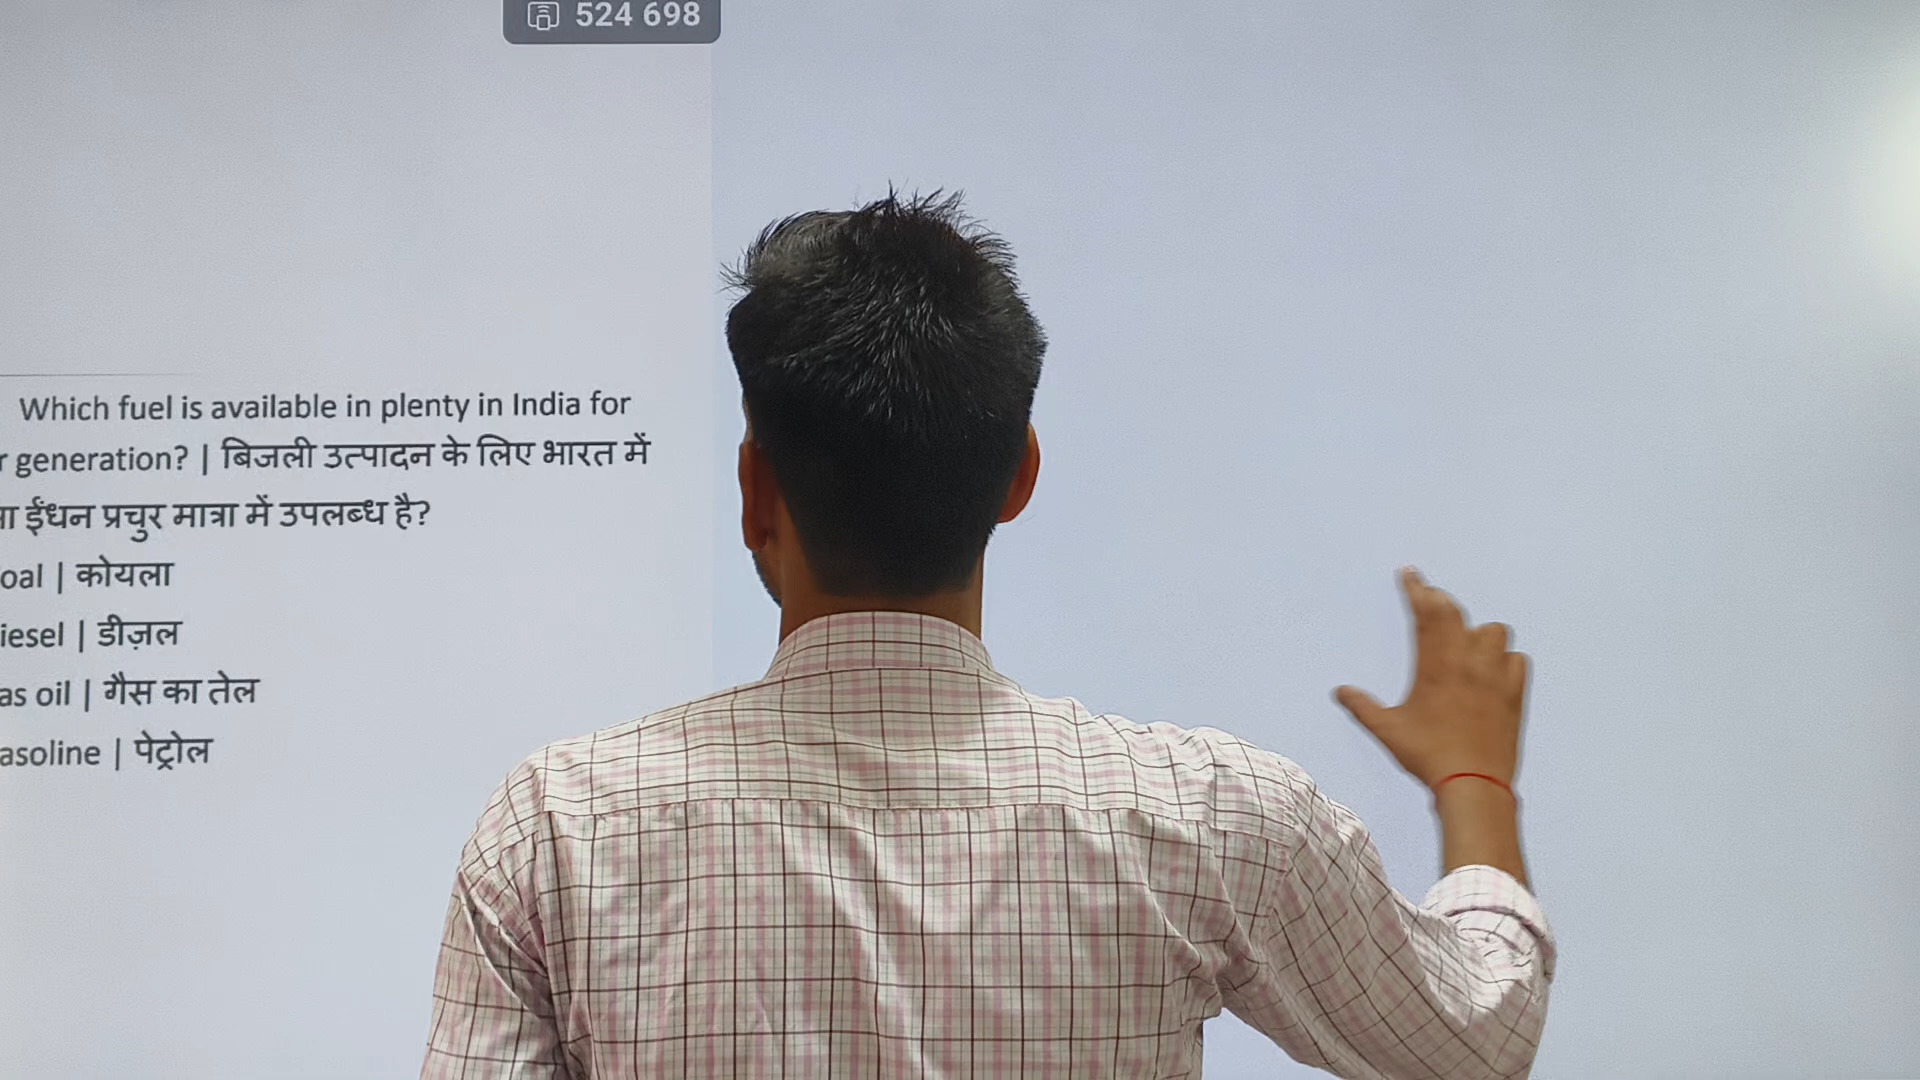 524 698
Which fuel is available in plenty in India for
generation? | बिजली उत्पादन के लिए भारत में
ईंधन प्रचुर मात्रा में उपलब्ध है?
oal | कोयला
iesel | डीज़ल
as oil | गैस का तेल
asoline | पेट्रोल